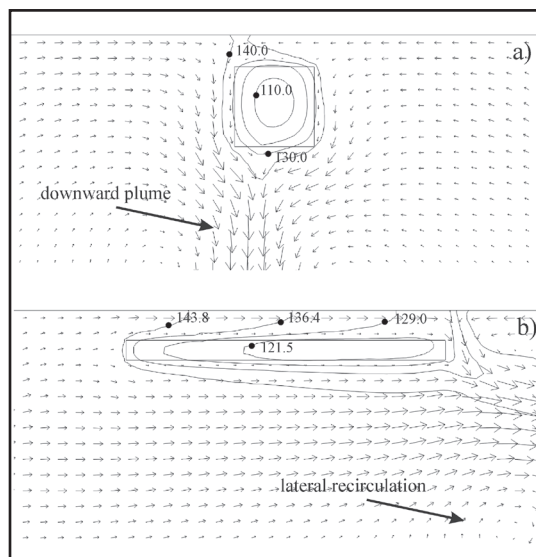 140.0
a)
110.0
130.0
downward plume
143.8
136.4
129.0
b)
121.5
lateral recirculation